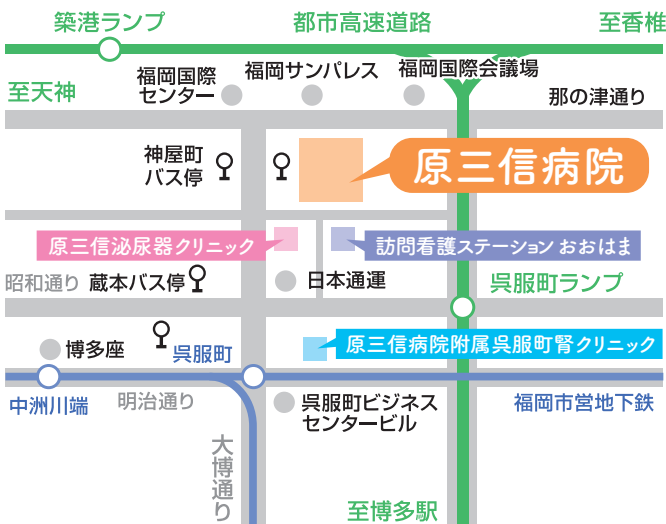 築港ランプ
都市高速道路
至香椎
福岡国際
センター
福岡サンパレス
福岡国際会議場
至天神
那の津通り
神屋町
バス停
原三信病院
原三信泌尿器クリニック
訪問看護ステーション おおはま
昭和通り
蔵本バス停
日本通運
呉服町ランプ
博多座
呉服町
原三信病院附属呉服町腎クリニック
中洲川端
明治通り
呉服町ビジネス
センタービル
福岡市営地下鉄
大博通り
至博多駅